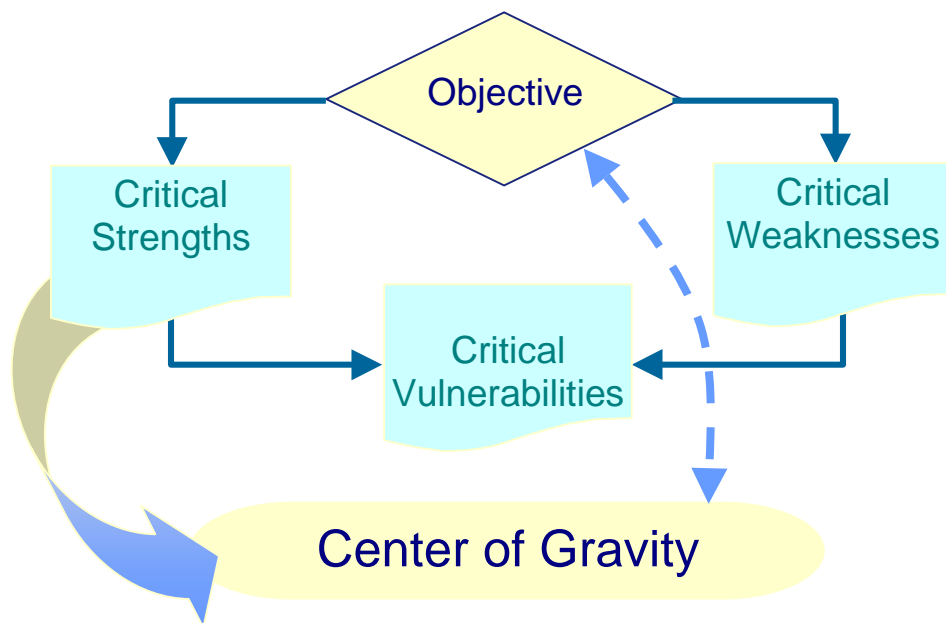 Objective
Critical
Strengths
Critical
Weaknesses
Critical
Vulnerabilities
Center of Gravity